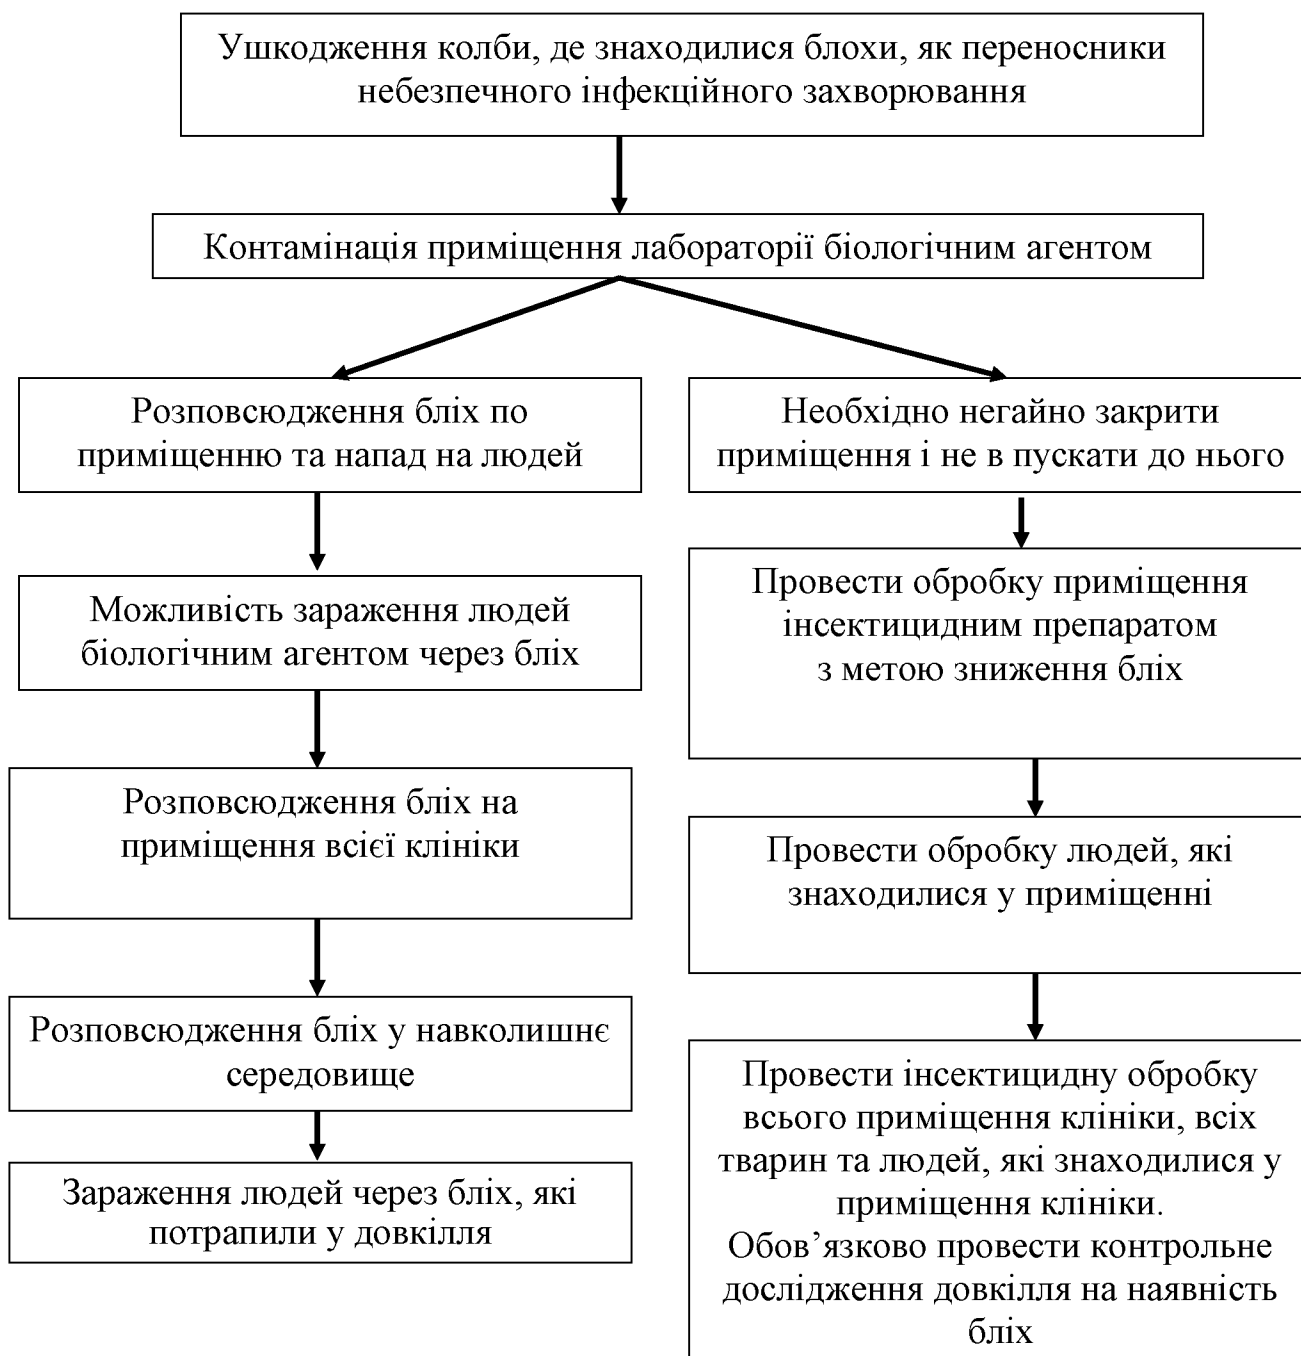 Ушкодження колби, де знаходилися блохи, як переносники
небезпечного інфекційного захворювання
Контамінація приміщення лабораторії біологічним агентом
Розповсюдження бліх по
приміщенню та напад на людей
Можливість зараження людей
біологічним агентом через бліх
Розповсюдження бліх на
приміщення всієї клініки
Розповсюдження бліх у навколишнє
середовище
Зараження людей через бліх, які
потрапили у довкілля
Необхідно негайно закрити
приміщення і не в пускати до нього
Провести обробку приміщення
інсектицидним препаратом
з метою зниження бліх
Провести обробку людей, які
знаходилися у приміщенні
Провести інсектицидну обробку
всього приміщення клініки, всіх
тварин та людей, які знаходилися у
приміщення клініки.
Обов’язково провести контрольне
дослідження довкілля на наявність
бліх